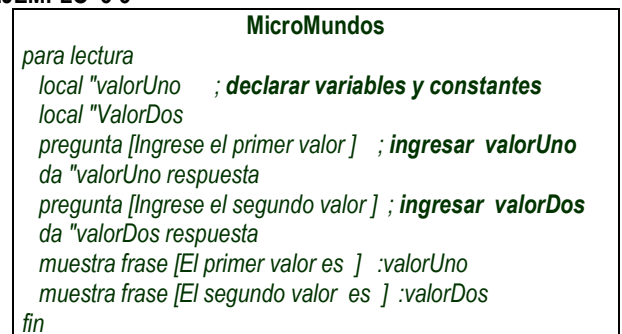 MicroMundos
para lectura
local "valorUno ; declarar variables y constantes
local "ValorDos
pregunta [Ingrese el primer valor ] ; ingresar valorUno
da "valorUno respuesta
pregunta [Ingrese el segundo valor ] ; ingresar valorDos
da "valorDos respuesta
muestra frase [El primer valor es ] :valorUno
muestra frase [El segundo valor es ] :valorDos
fin